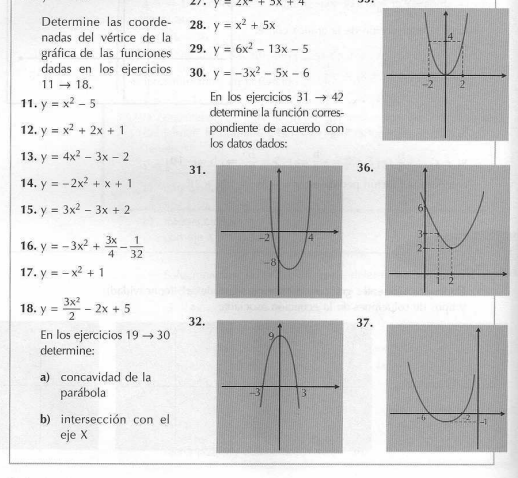 Determine las coorde-
nadas del vértice de la
gráfica de las funciones
dadas en los ejercicios
11 → 18.
11. y = x² − 5
12. y = x² + 2x + 1
13. y = 4x² − 3x − 2
14. y = −2x² + x + 1
15. y = 3x² − 3x + 2
16. y = −3x² + 3x/4 − 1/32
17. y = −x² + 1
18. y = 3x²/2 − 2x + 5
En los ejercicios 19 → 30
determine:
a) concavidad de la
parábola
b) intersección con el
eje X
28. y = x² + 5x
29. y = 6x² − 13x − 5
30. y = −3x² − 5x − 6
En los ejercicios 31 → 42
determine la función corres-
pondiente de acuerdo con
los datos dados:
31.
−2
4
−8
32.
9
−3
3
4
−2
2
36.
6
3
2
1
2
37.
−6
−2
−1